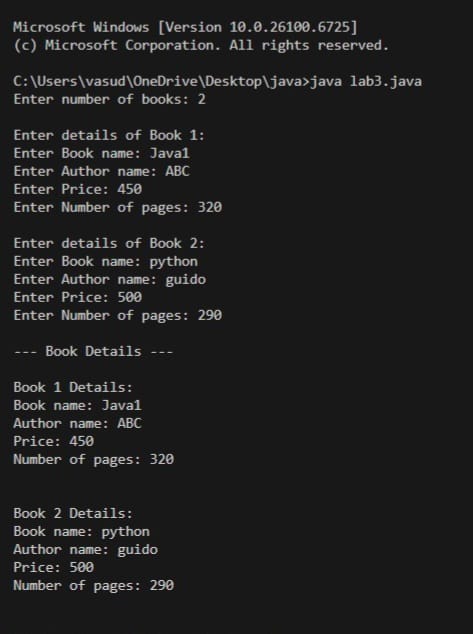 Microsoft Windows [Version 10.0.26100.6725]
(c) Microsoft Corporation. All rights reserved.
C:\Users\vasud\OneDrive\Desktop\java>java lab3.java
Enter number of books: 2
Enter details of Book 1:
Enter Book name: Java1
Enter Author name: ABC
Enter Price: 450
Enter Number of pages: 320
Enter details of Book 2:
Enter Book name: python
Enter Author name: guido
Enter Price: 500
Enter Number of pages: 290
--- Book Details ---
Book 1 Details:
Book name: Java1
Author name: ABC
Price: 450
Number of pages: 320
Book 2 Details:
Book name: python
Author name: guido
Price: 500
Number of pages: 290